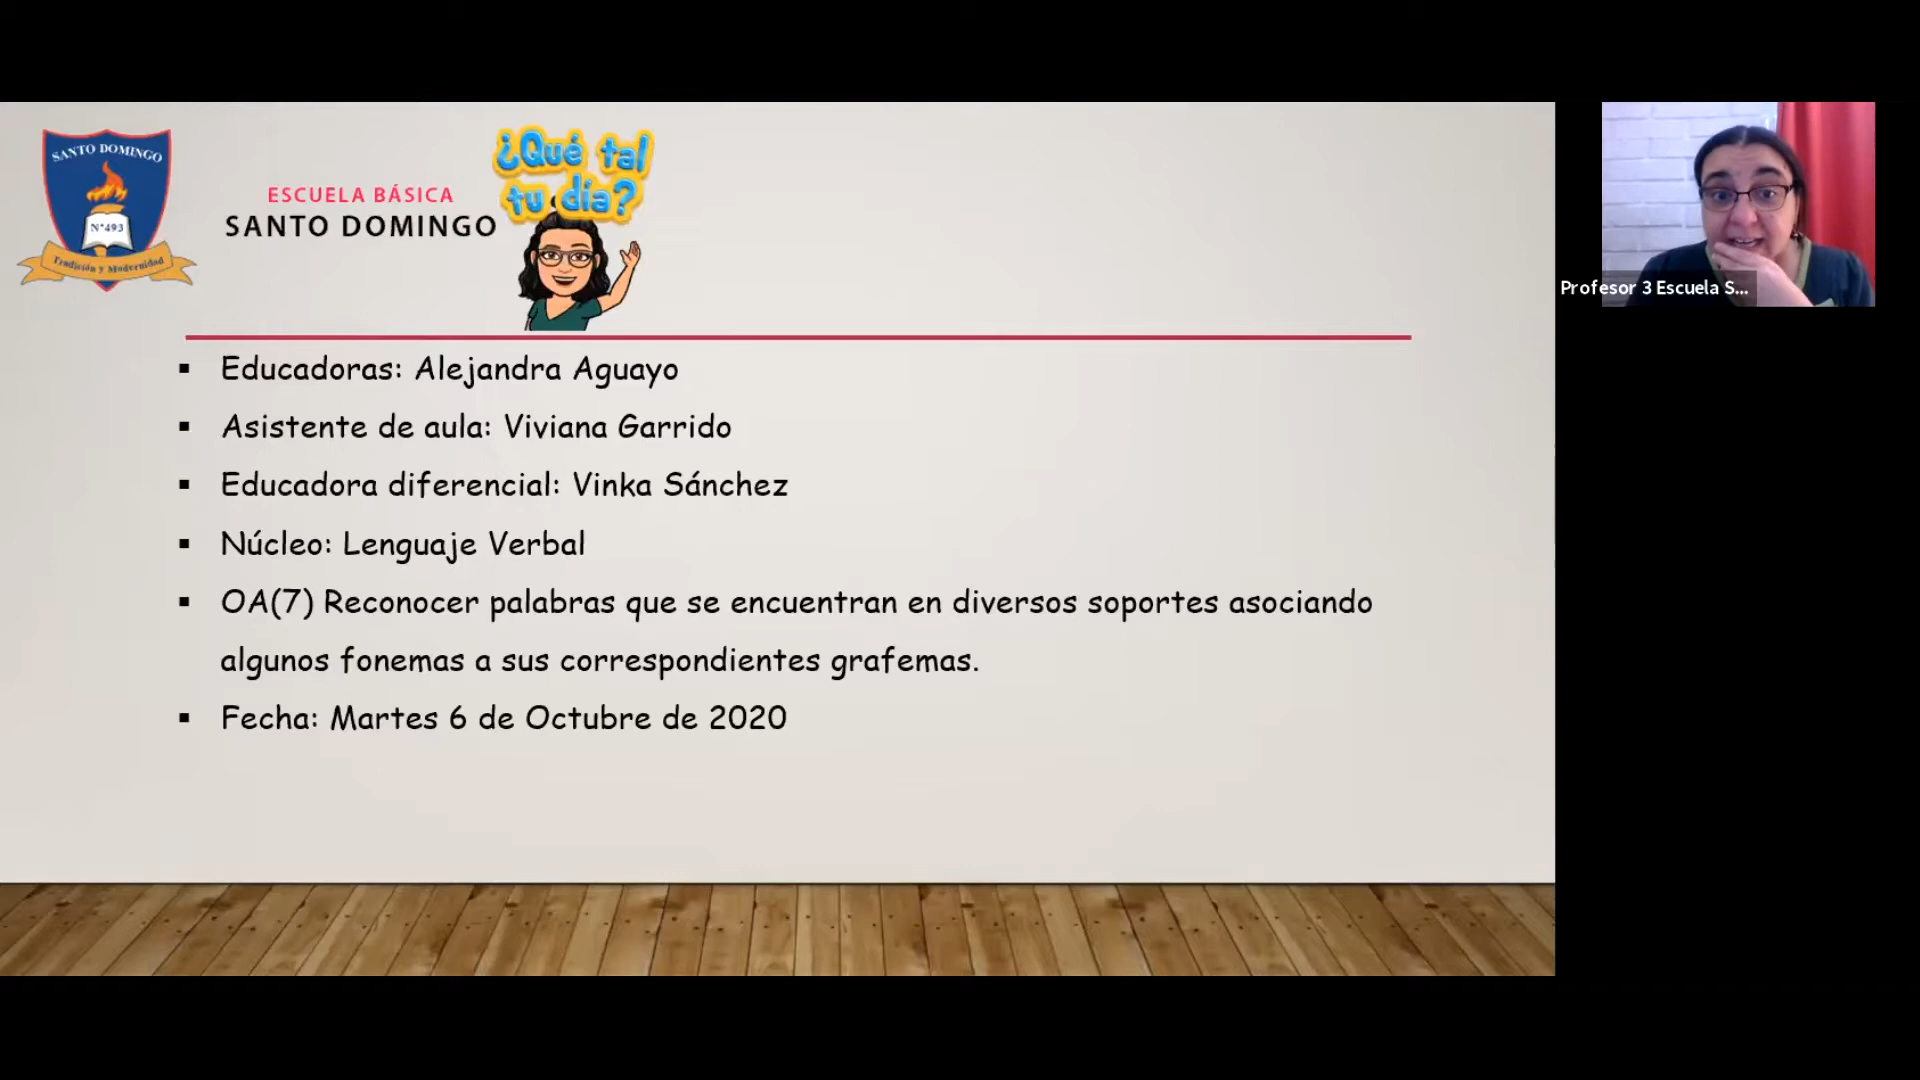 SANTO DOMINGO
N°493
Tradición y Modernidad
ESCUELA BÁSICA
SANTO DOMINGO
¿Qué tal
tu día?
Profesor 3 Escuela S...
▪ Educadoras: Alejandra Aguayo
▪ Asistente de aula: Viviana Garrido
▪ Educadora diferencial: Vinka Sánchez
▪ Núcleo: Lenguaje Verbal
▪ OA(7) Reconocer palabras que se encuentran en diversos soportes asociando
algunos fonemas a sus correspondientes grafemas.
▪ Fecha: Martes 6 de Octubre de 2020